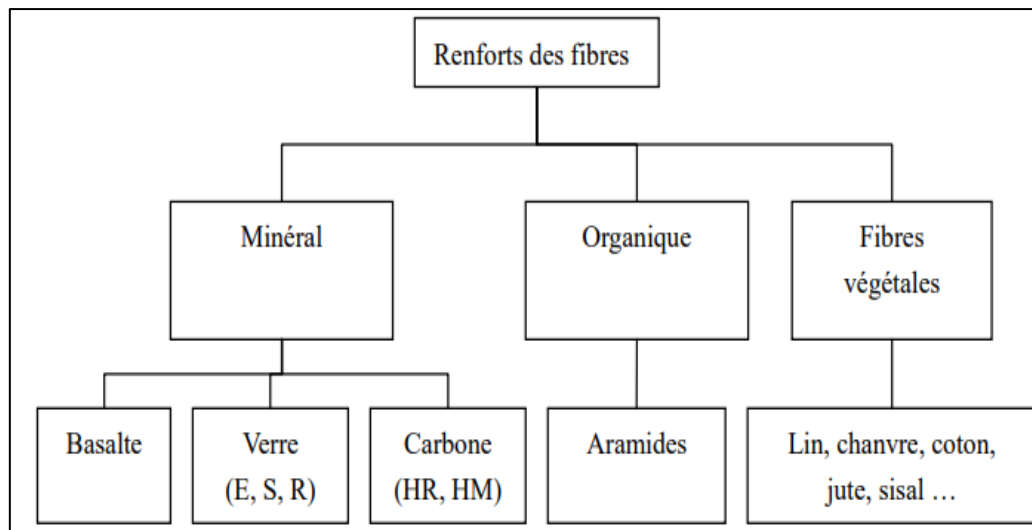 Renforts des fibres
Minéral
Organique
Fibres
végétales
Basalte
Verre
(E, S, R)
Carbone
(HR, HM)
Aramides
Lin, chanvre, coton,
jute, sisal …